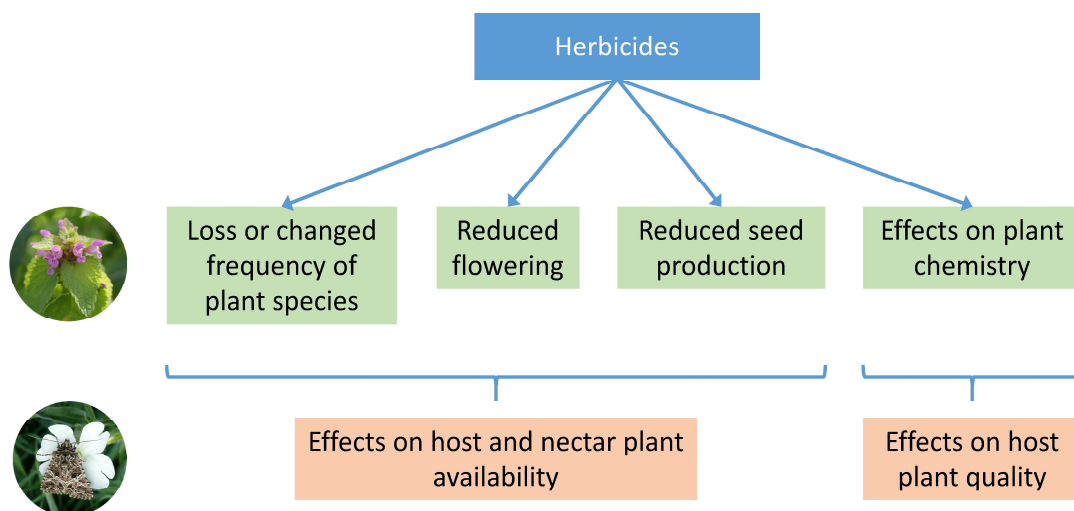 Herbicides
Loss or changed
frequency of
plant species
Reduced
flowering
Reduced seed
production
Effects on plant
chemistry
Effects on host and nectar plant
availability
Effects on host
plant quality